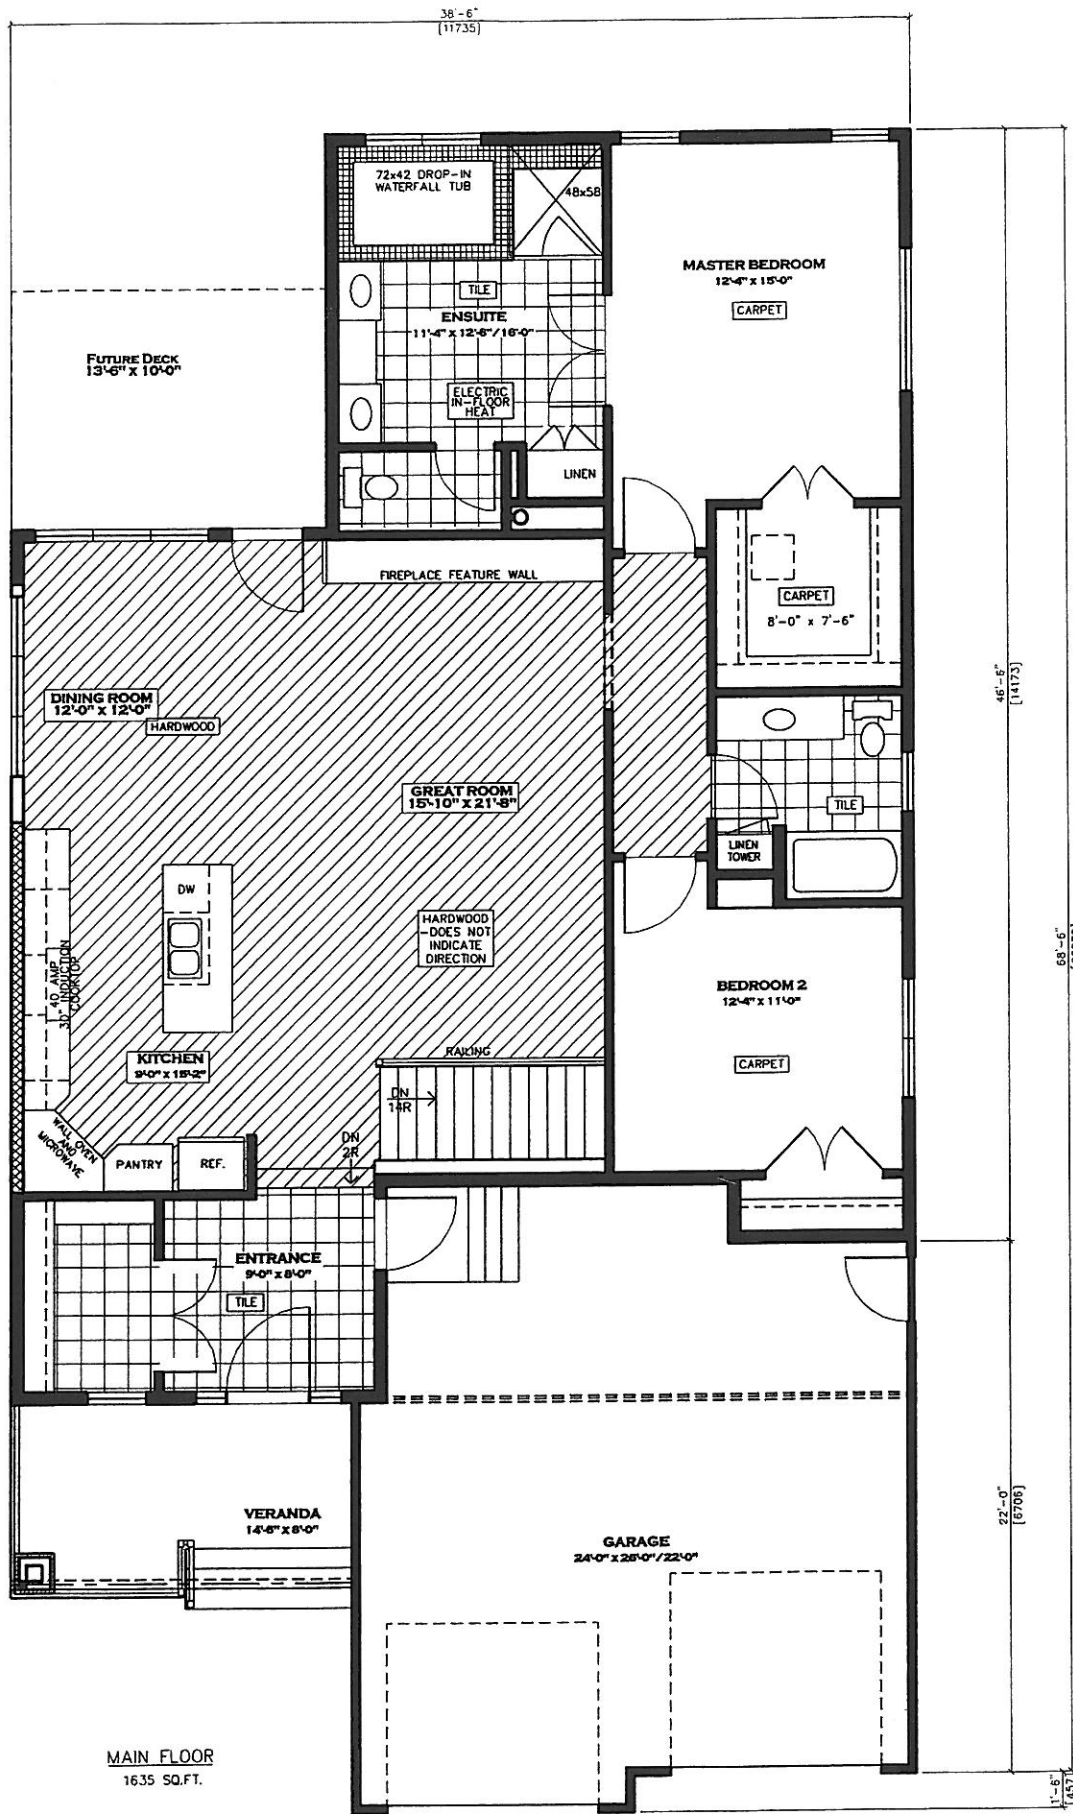 38'-6"
[11735]
72x42 DROP-IN
WATERFALL TUB
48x58
MASTER BEDROOM
12'-4" x 15'-0"
CARPET
TILE
ENSUITE
11'-4" x 12'-6"/16'-0"
FUTURE DECK
13'-6" x 10'-0"
ELECTRIC
IN-FLOOR
HEAT
LINEN
FIREPLACE FEATURE WALL
CARPET
8'-0" x 7'-6"
46'-6"
[14173]
DINING ROOM
12'-0" x 12'-0"
HARDWOOD
GREAT ROOM
15'-10" x 21'-8"
TILE
LINEN
TOWER
DW
HARDWOOD
-DOES NOT
INDICATE
DIRECTION
68'-6"
30" 40 AMP
INDUCTION
COOKTOP
BEDROOM 2
12'-4" x 11'-0"
KITCHEN
9'-0" x 15'-2"
RAILING
CARPET
DN
14R
WALL OVEN
AND
MICROWAVE
PANTRY
REF.
DN
2R
ENTRANCE
9'-0" x 8'-0"
TILE
VERANDA
14'-6" x 8'-0"
GARAGE
24'-0" x 26'-0"/22'-0"
22'-0"
[6706]
MAIN FLOOR
1635 SQ.FT.
1'-6"
[457]